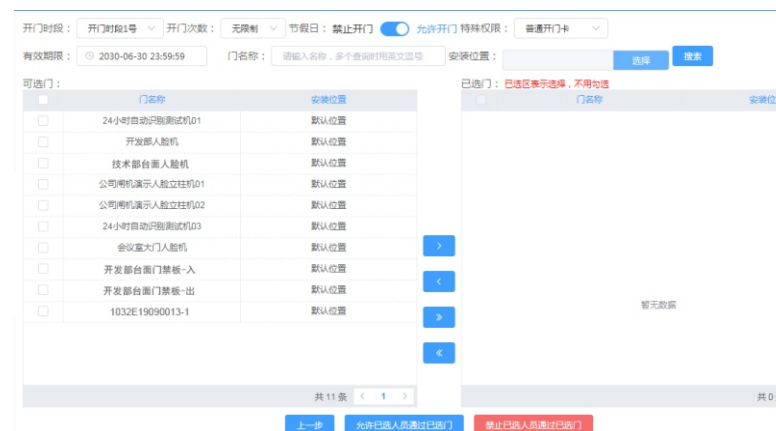 开门时段： 开门时段1号 开门次数： 无限制 节假日： 禁止开门 允许开门 特殊权限： 普通开门卡
有效期限： 2030-06-30 23:59:59 门名称： 请输入名称，多个查询时用英文逗号 安装位置： 选择 搜索
可选门： 已选门： 已选区表示选择，不用勾选
门名称 安装位置 门名称 安装位
24小时自动识别测试机01 默认位置
开发部人脸机 默认位置
技术部台面人脸机 默认位置
公司闸机演示人脸立柱机01 默认位置
公司闸机演示人脸立柱机02 默认位置
24小时自动识别测试机03 默认位置
会议室大门人脸机 默认位置
开发部台面门禁板-入 默认位置
开发部台面门禁板-出 默认位置
1032E19090013-1 默认位置
暂无数据
共 11 条 < 1 > 共 0
上一步 允许已选人员通过已选门 禁止已选人员通过已选门